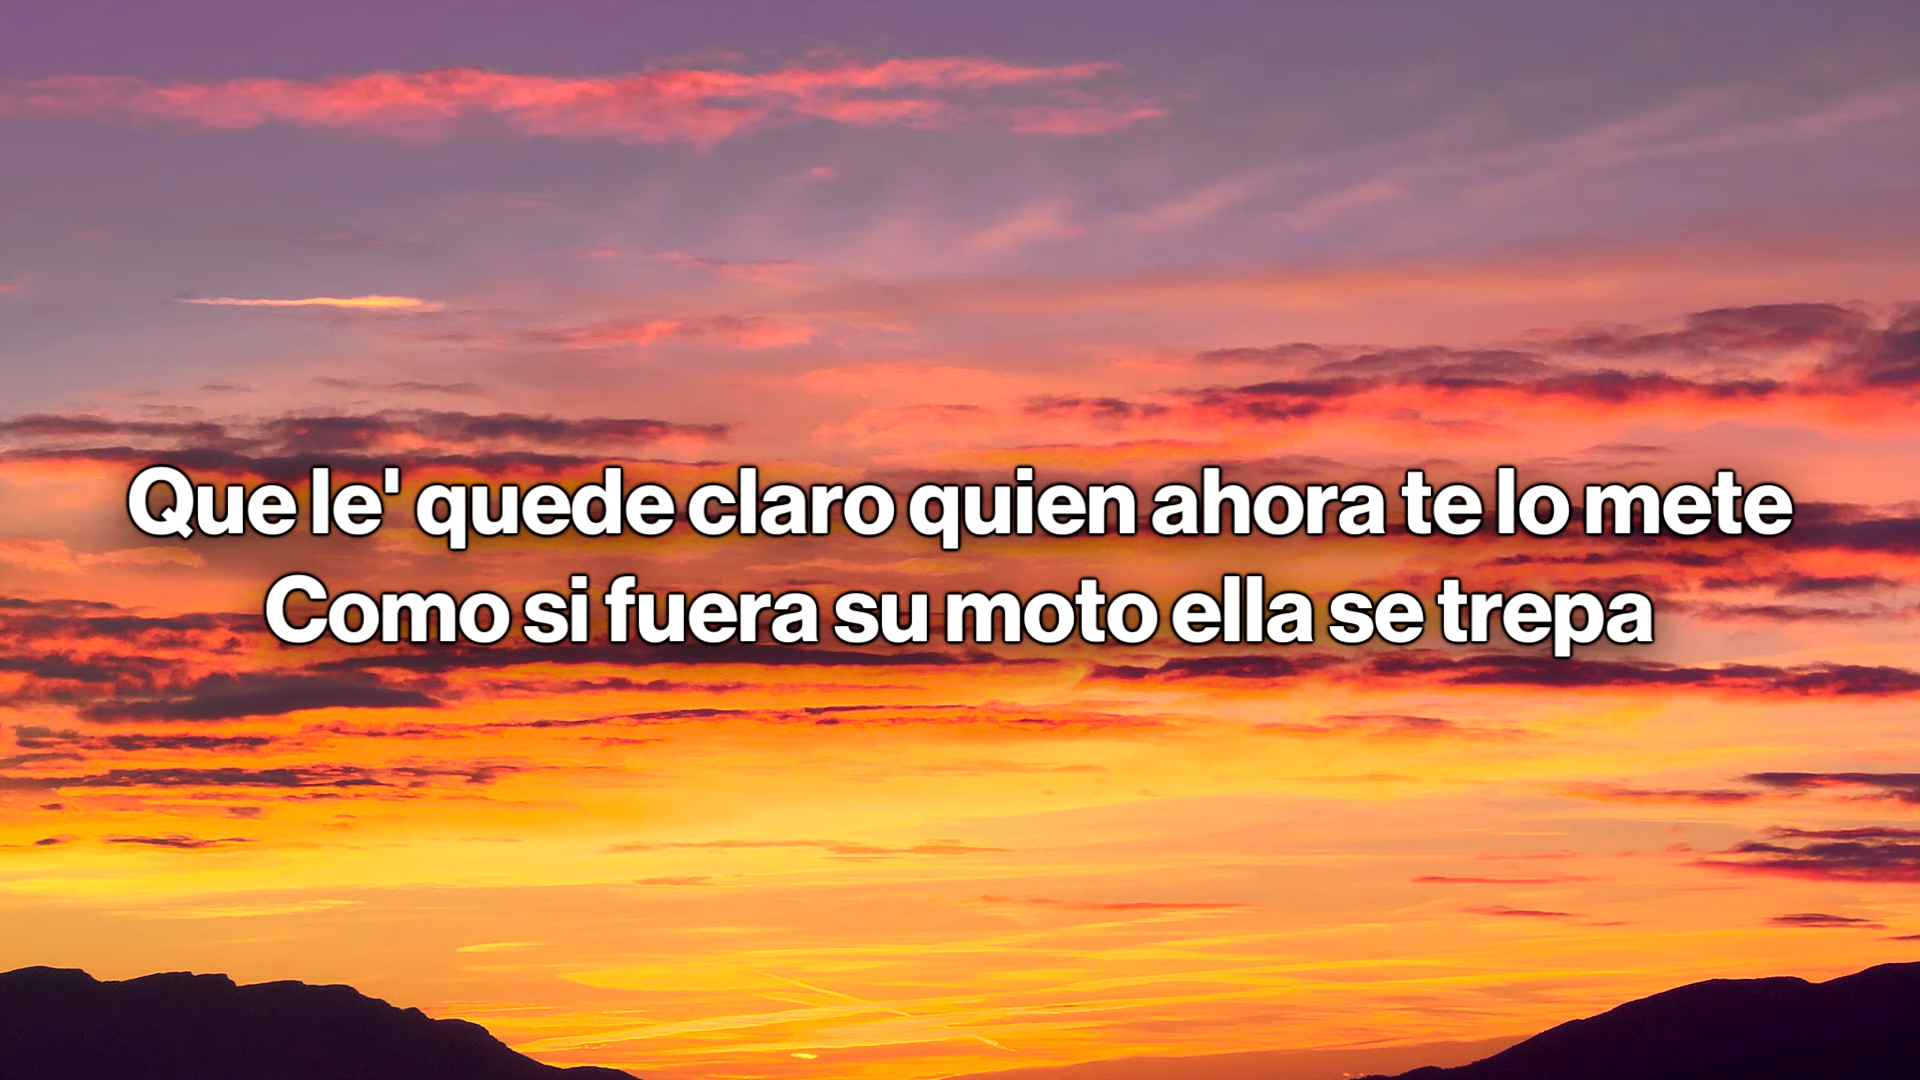 Que le' quede claro quien ahora te lo mete
Como si fuera su moto ella se trepa